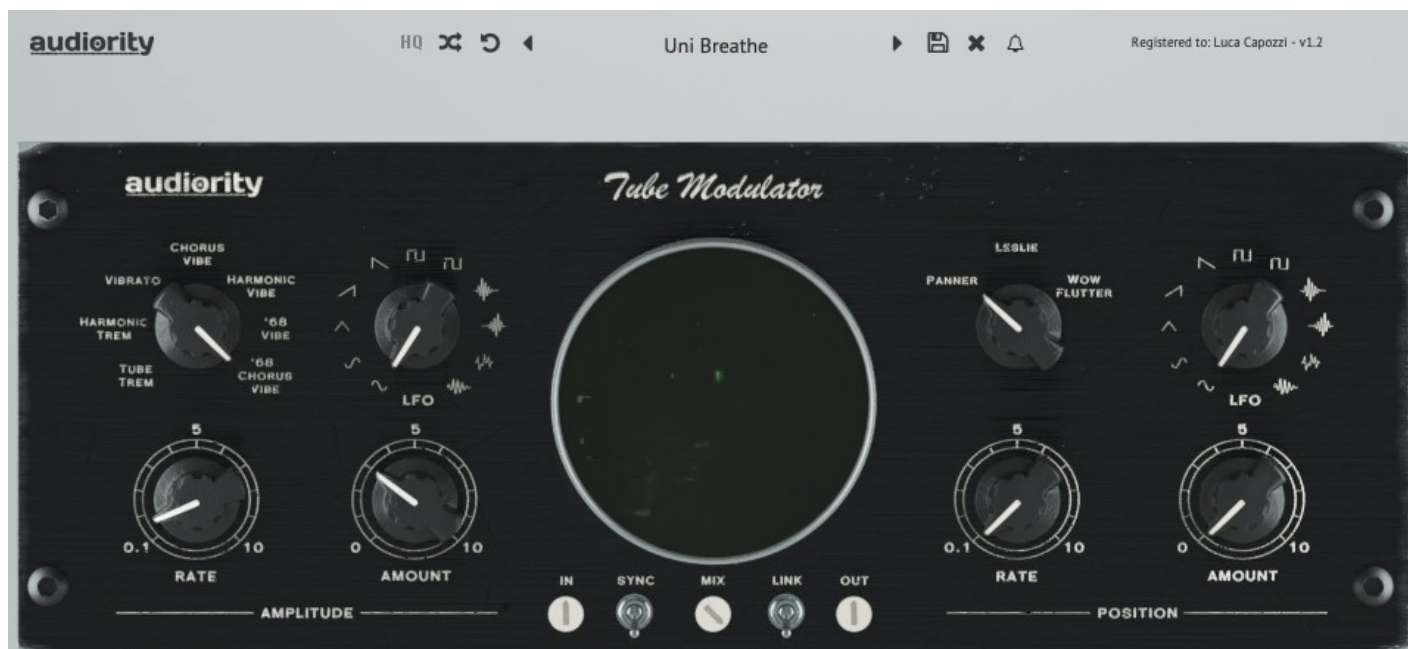 audiority
HQ
Uni Breathe
Registered to: Luca Capozzi - v1.2
audiority
Tube Modulator
CHORUS
VIBE
VIBRATO
HARMONIC
VIBE
HARMONIC
TREM
'68
VIBE
TUBE
TREM
'68
CHORUS
VIBE
LFO
LESLIE
PANNER
WOW
FLUTTER
LFO
5
0.1
10
RATE
5
0
10
AMOUNT
AMPLITUDE
IN
SYNC
MIX
LINK
OUT
5
0.1
10
RATE
5
0
10
AMOUNT
POSITION